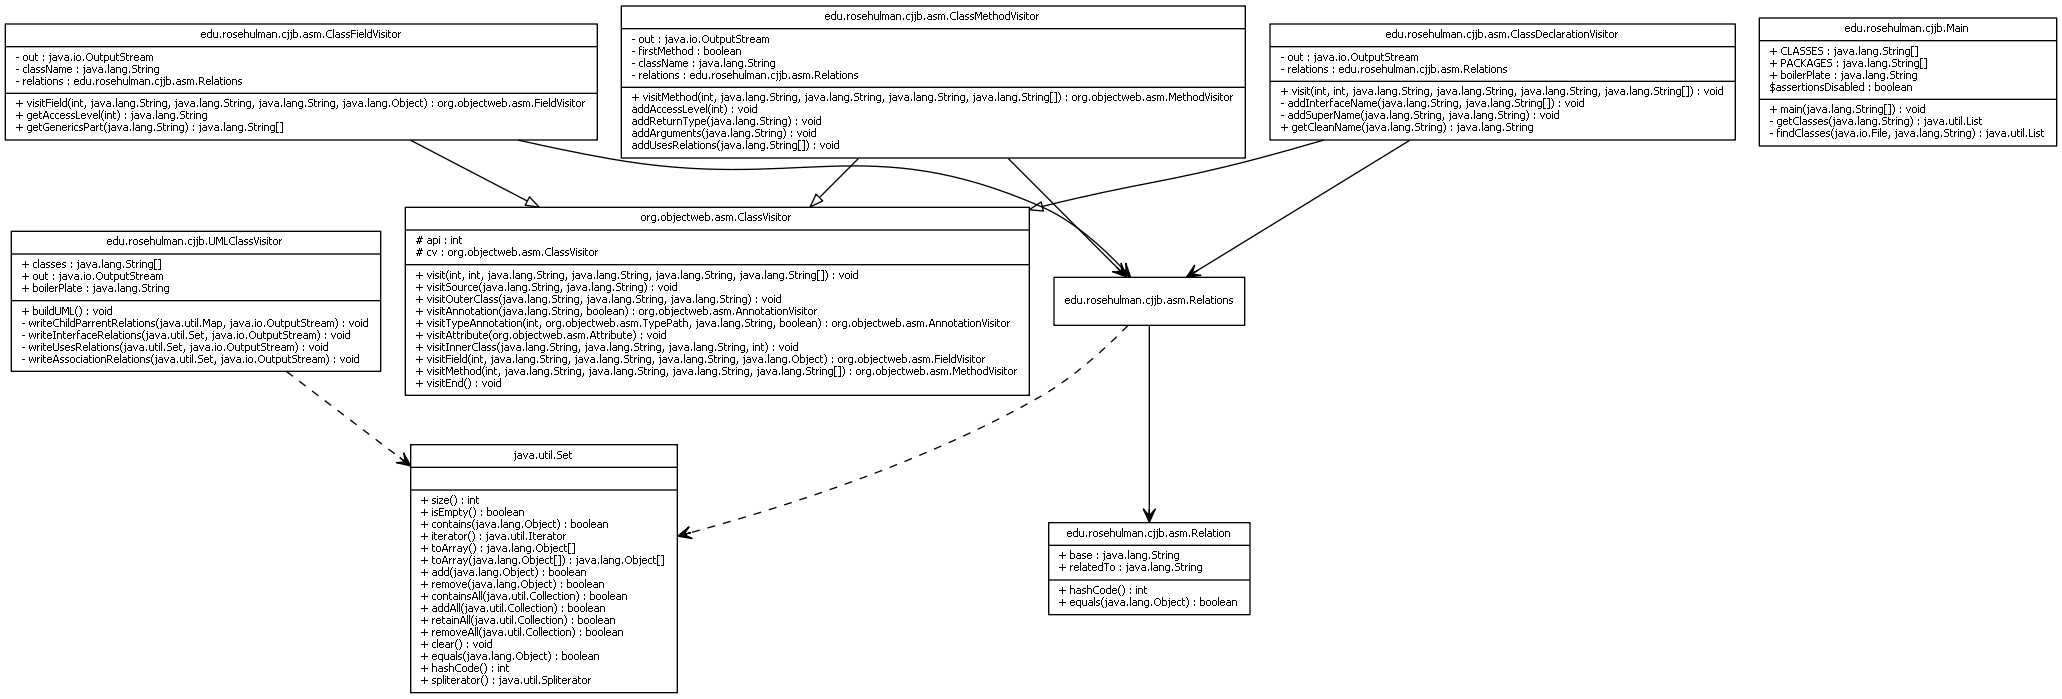 edu.rosehulman.cjjb.asm.ClassFieldVisitor
- out : java.io.OutputStream
- className : java.lang.String
- relations : edu.rosehulman.cjjb.asm.Relations
+ visitField(int, java.lang.String, java.lang.String, java.lang.String, java.lang.Object) : org.objectweb.asm.FieldVisitor
+ getAccessLevel(int) : java.lang.String
+ getGenericsPart(java.lang.String) : java.lang.String[]
edu.rosehulman.cjjb.asm.ClassMethodVisitor
- out : java.io.OutputStream
- firstMethod : boolean
- className : java.lang.String
- relations : edu.rosehulman.cjjb.asm.Relations
+ visitMethod(int, java.lang.String, java.lang.String, java.lang.String, java.lang.String[]) : org.objectweb.asm.MethodVisitor
addAccessLevel(int) : void
addReturnType(java.lang.String) : void
addArguments(java.lang.String) : void
addUsesRelations(java.lang.String[]) : void
edu.rosehulman.cjjb.asm.ClassDeclarationVisitor
- out : java.io.OutputStream
- relations : edu.rosehulman.cjjb.asm.Relations
+ visit(int, int, java.lang.String, java.lang.String, java.lang.String, java.lang.String[]) : void
- addInterfaceName(java.lang.String, java.lang.String[]) : void
- addSuperName(java.lang.String, java.lang.String) : void
+ getCleanName(java.lang.String) : java.lang.String
edu.rosehulman.cjjb.Main
+ CLASSES : java.lang.String[]
+ PACKAGES : java.lang.String[]
+ boilerPlate : java.lang.String
$assertionsDisabled : boolean
+ main(java.lang.String[]) : void
- getClasses(java.lang.String) : java.util.List
- findClasses(java.io.File, java.lang.String) : java.util.List
edu.rosehulman.cjjb.UMLClassVisitor
+ classes : java.lang.String[]
+ out : java.io.OutputStream
+ boilerPlate : java.lang.String
+ buildUML() : void
- writeChildParrentRelations(java.util.Map, java.io.OutputStream) : void
- writeInterfaceRelations(java.util.Set, java.io.OutputStream) : void
- writeUsesRelations(java.util.Set, java.io.OutputStream) : void
- writeAssociationRelations(java.util.Set, java.io.OutputStream) : void
org.objectweb.asm.ClassVisitor
# api : int
# cv : org.objectweb.asm.ClassVisitor
+ visit(int, int, java.lang.String, java.lang.String, java.lang.String, java.lang.String[]) : void
+ visitSource(java.lang.String, java.lang.String) : void
+ visitOuterClass(java.lang.String, java.lang.String, java.lang.String) : void
+ visitAnnotation(java.lang.String, boolean) : org.objectweb.asm.AnnotationVisitor
+ visitTypeAnnotation(int, org.objectweb.asm.TypePath, java.lang.String, boolean) : org.objectweb.asm.AnnotationVisitor
+ visitAttribute(org.objectweb.asm.Attribute) : void
+ visitInnerClass(java.lang.String, java.lang.String, java.lang.String, int) : void
+ visitField(int, java.lang.String, java.lang.String, java.lang.String, java.lang.Object) : org.objectweb.asm.FieldVisitor
+ visitMethod(int, java.lang.String, java.lang.String, java.lang.String, java.lang.String[]) : org.objectweb.asm.MethodVisitor
+ visitEnd() : void
edu.rosehulman.cjjb.asm.Relations
java.util.Set
+ size() : int
+ isEmpty() : boolean
+ contains(java.lang.Object) : boolean
+ iterator() : java.util.Iterator
+ toArray() : java.lang.Object[]
+ toArray(java.lang.Object[]) : java.lang.Object[]
+ add(java.lang.Object) : boolean
+ remove(java.lang.Object) : boolean
+ containsAll(java.util.Collection) : boolean
+ addAll(java.util.Collection) : boolean
+ retainAll(java.util.Collection) : boolean
+ removeAll(java.util.Collection) : boolean
+ clear() : void
+ equals(java.lang.Object) : boolean
+ hashCode() : int
+ spliterator() : java.util.Spliterator
edu.rosehulman.cjjb.asm.Relation
+ base : java.lang.String
+ relatedTo : java.lang.String
+ hashCode() : int
+ equals(java.lang.Object) : boolean